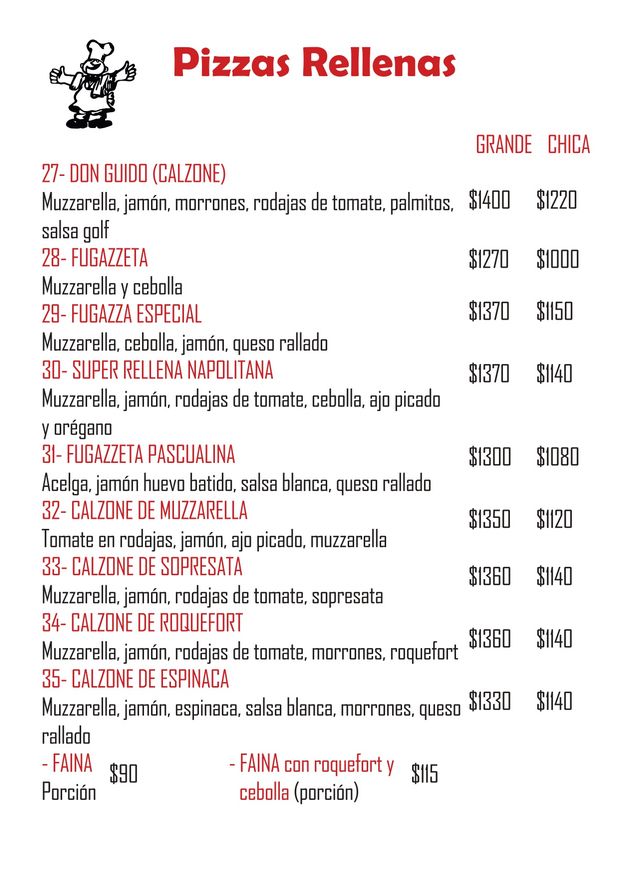 Pizzas Rellenas
GRANDE CHICA
27- DON GUIDO (CALZONE)
Muzzarella, jamón, morrones, rodajas de tomate, palmitos, $1400 $1220
salsa golf
28- FUGAZZETA $1270 $1000
Muzzarella y cebolla
29- FUGAZZA ESPECIAL $1370 $1150
Muzzarella, cebolla, jamón, queso rallado
30- SUPER RELLENA NAPOLITANA $1370 $1140
Muzzarella, jamón, rodajas de tomate, cebolla, ajo picado
y orégano
31- FUGAZZETA PASCUALINA $1300 $1080
Acelga, jamón huevo batido, salsa blanca, queso rallado
32- CALZONE DE MUZZARELLA $1350 $1120
Tomate en rodajas, jamón, ajo picado, muzzarella
33- CALZONE DE SOPRESATA $1360 $1140
Muzzarella, jamón, rodajas de tomate, sopresata
34- CALZONE DE ROQUEFORT $1360 $1140
Muzzarella, jamón, rodajas de tomate, morrones, roquefort
35- CALZONE DE ESPINACA
Muzzarella, jamón, espinaca, salsa blanca, morrones, queso $1330 $1140
rallado
- FAINA $90 - FAINA con roquefort y $115
Porción cebolla (porción)